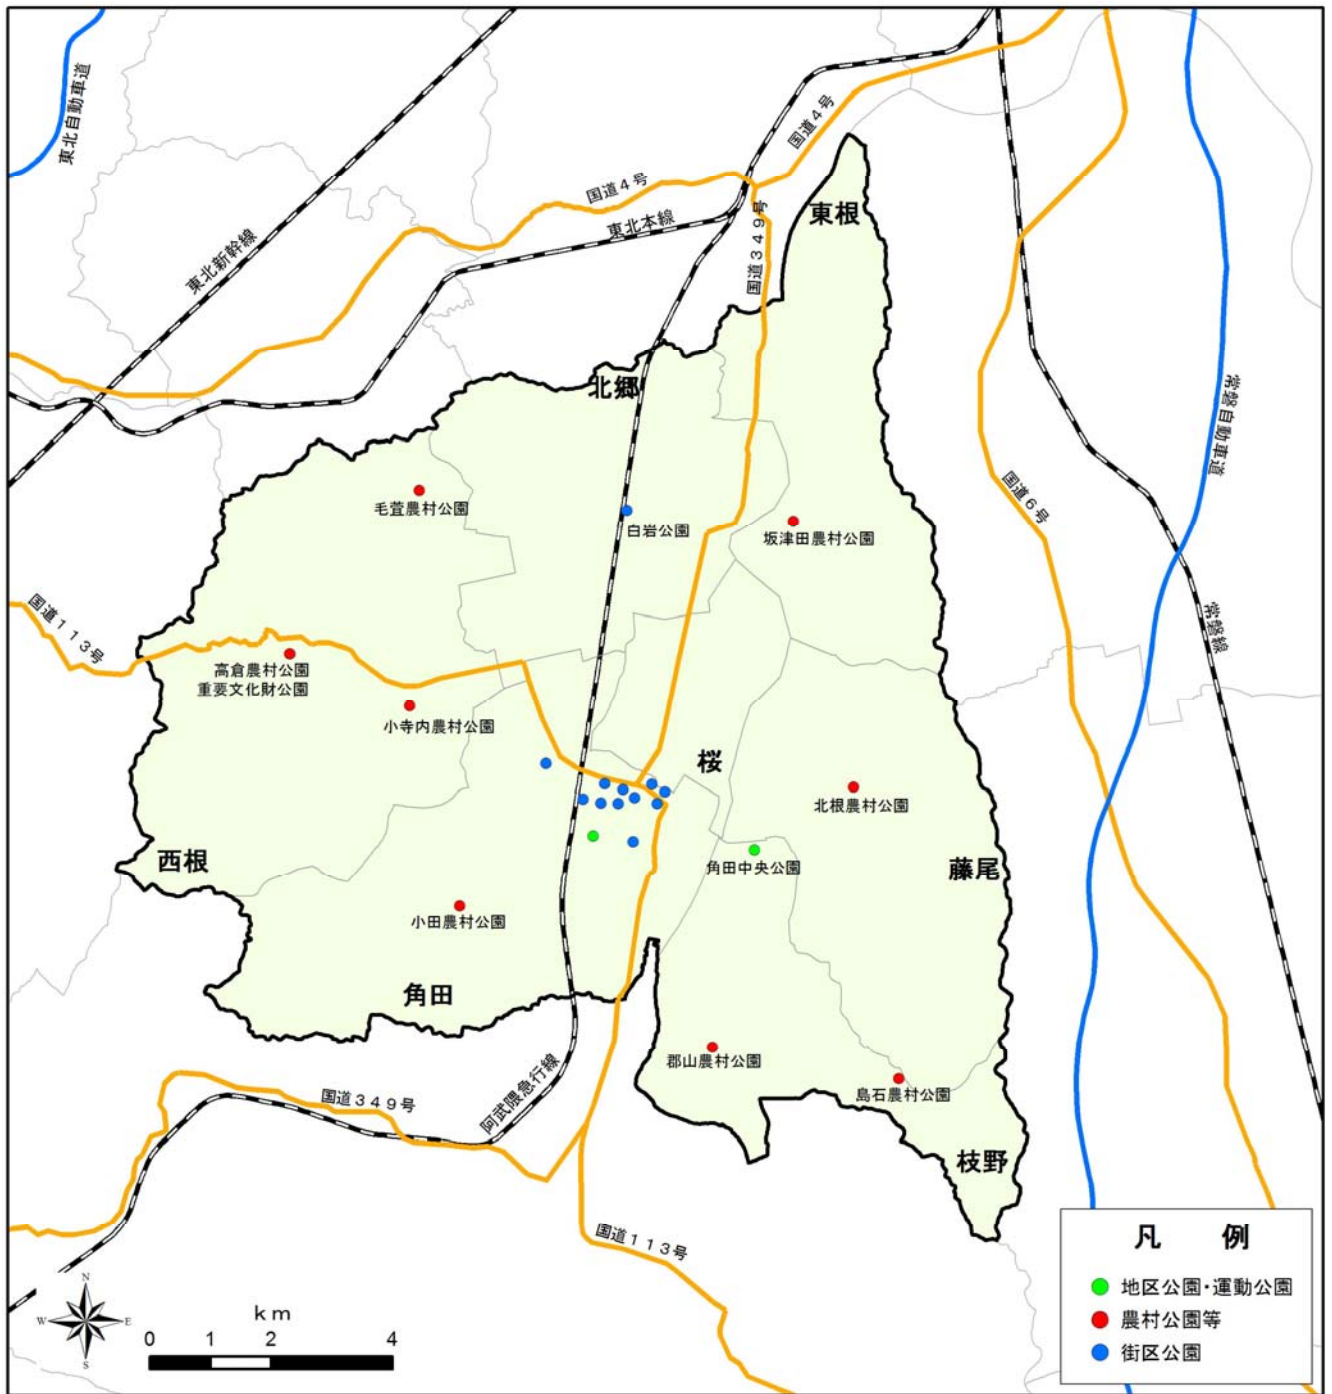 東北自動車道
国道4号
国道4号
東北新幹線
東北本線
国道349号
東根
北郷
常磐自動車道
毛萱農村公園
白岩公園
坂津田農村公園
国道6号
国道113号
常磐線
高倉農村公園
重要文化財公園
小寺内農村公園
桜
北根農村公園
西根
角田中央公園
藤尾
小田農村公園
角田
郡山農村公園
島石農村公園
阿武隈急行線
国道349号
枝野
国道113号
凡　例
地区公園・運動公園
農村公園等
街区公園
N
W E
S
km
0 1 2 4